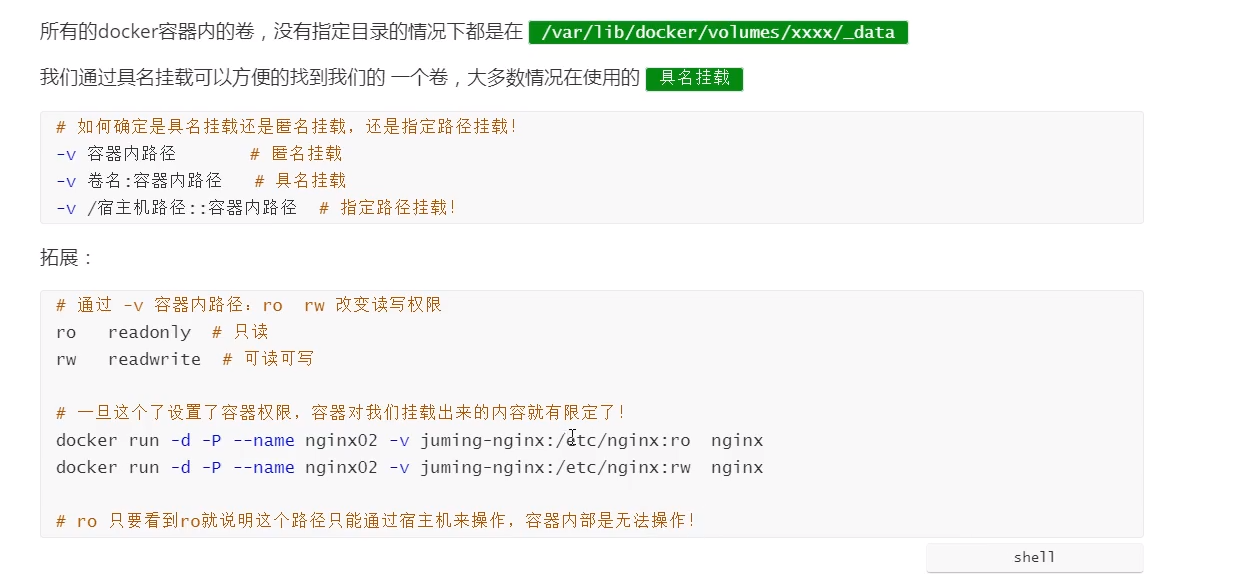 所有的docker容器内的卷，没有指定目录的情况下都是在 /var/lib/docker/volumes/xxxx/_data
我们通过具名挂载可以方便的找到我们的 一个卷，大多数情况在使用的 具名挂载
# 如何确定是具名挂载还是匿名挂载，还是指定路径挂载！
-v 容器内路径 # 匿名挂载
-v 卷名:容器内路径 # 具名挂载
-v /宿主机路径::容器内路径 # 指定路径挂载！
拓展：
# 通过 -v 容器内路径：ro rw 改变读写权限
ro readonly # 只读
rw readwrite # 可读可写
# 一旦这个了设置了容器权限，容器对我们挂载出来的内容就有限定了！
docker run -d -P --name nginx02 -v juming-nginx:/etc/nginx:ro nginx
docker run -d -P --name nginx02 -v juming-nginx:/etc/nginx:rw nginx
# ro 只要看到ro就说明这个路径只能通过宿主机来操作，容器内部是无法操作！
shell